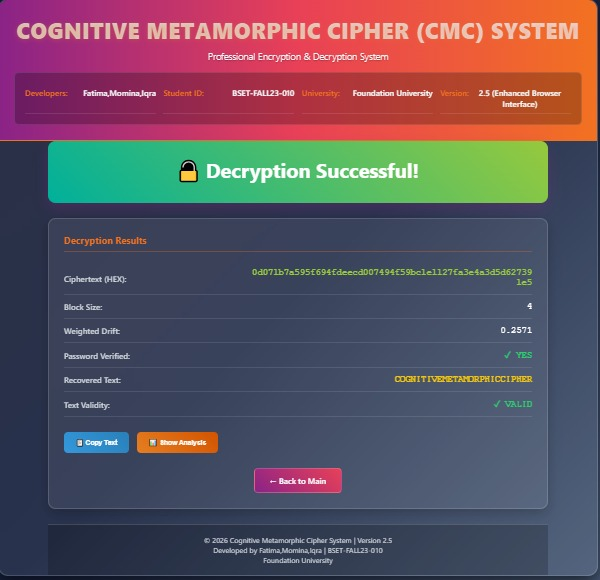 COGNITIVE METAMORPHIC CIPHER (CMC) SYSTEM
Professional Encryption & Decryption System
Developers: Fatima,Momina,Iqra Student ID: BSET-FALL23-010 University: Foundation University Version: 2.5 (Enhanced Browser
Interface)
Decryption Successful!
Decryption Results
Ciphertext (HEX): 0d071b7a595f694fdeecd007494f59bc1e1127fa3e4a3d5d62739
1e5
Block Size: 4
Weighted Drift: 0.2571
Password Verified: ✓ YES
Recovered Text: COGNITIVEMETAMORPHICCIPHER
Text Validity: ✓ VALID
Copy Text Show Analysis
← Back to Main
© 2026 Cognitive Metamorphic Cipher System | Version 2.5
Developed by Fatima,Momina,Iqra | BSET-FALL23-010
Foundation University